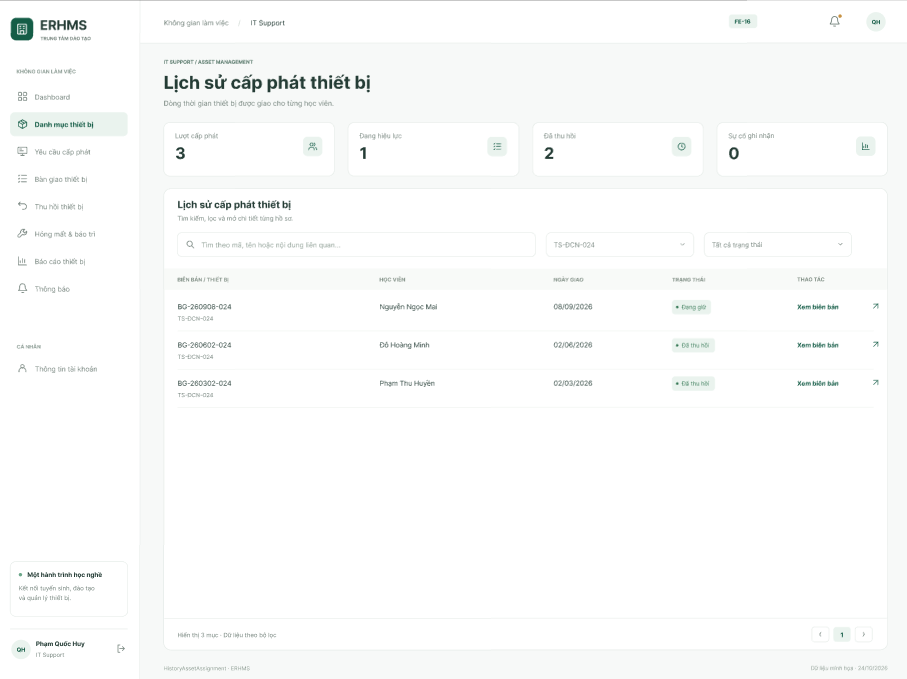 ERHMS
TRUNG TÂM ĐÀO TẠO
KHÔNG GIAN LÀM VIỆC
Dashboard
Danh mục thiết bị
Yêu cầu cấp phát
Bàn giao thiết bị
Thu hồi thiết bị
Hỏng mất & bảo trì
Báo cáo thiết bị
Thông báo
CÁ NHÂN
Thông tin tài khoản
Một hành trình học nghề
Kết nối tuyển sinh, đào tạo
và quản lý thiết bị.
QH
Phạm Quốc Huy
IT Support
Không gian làm việc / IT Support
FE-16
QH
IT SUPPORT / ASSET MANAGEMENT
Lịch sử cấp phát thiết bị
Dòng thời gian thiết bị được giao cho từng học viên.
Lượt cấp phát
3
Đang hiệu lực
1
Đã thu hồi
2
Sự cố ghi nhận
0
Lịch sử cấp phát thiết bị
Tìm kiếm, lọc và mở chi tiết từng hồ sơ.
Tìm theo mã, tên hoặc nội dung liên quan...
TS-ĐCN-024
Tất cả trạng thái
BIÊN BẢN / THIẾT BỊ HỌC VIÊN NGÀY GIAO TRẠNG THÁI THAO TÁC
BG-260908-024 Nguyễn Ngọc Mai 08/09/2026 Đang giữ Xem biên bản
TS-ĐCN-024
BG-260602-024 Đỗ Hoàng Minh 02/06/2026 Đã thu hồi Xem biên bản
TS-ĐCN-024
BG-260302-024 Phạm Thu Huyền 02/03/2026 Đã thu hồi Xem biên bản
TS-ĐCN-024
Hiển thị 3 mục · Dữ liệu theo bộ lọc
1
HistoryAssetAssignment · ERHMS
Dữ liệu minh họa · 24/10/2026